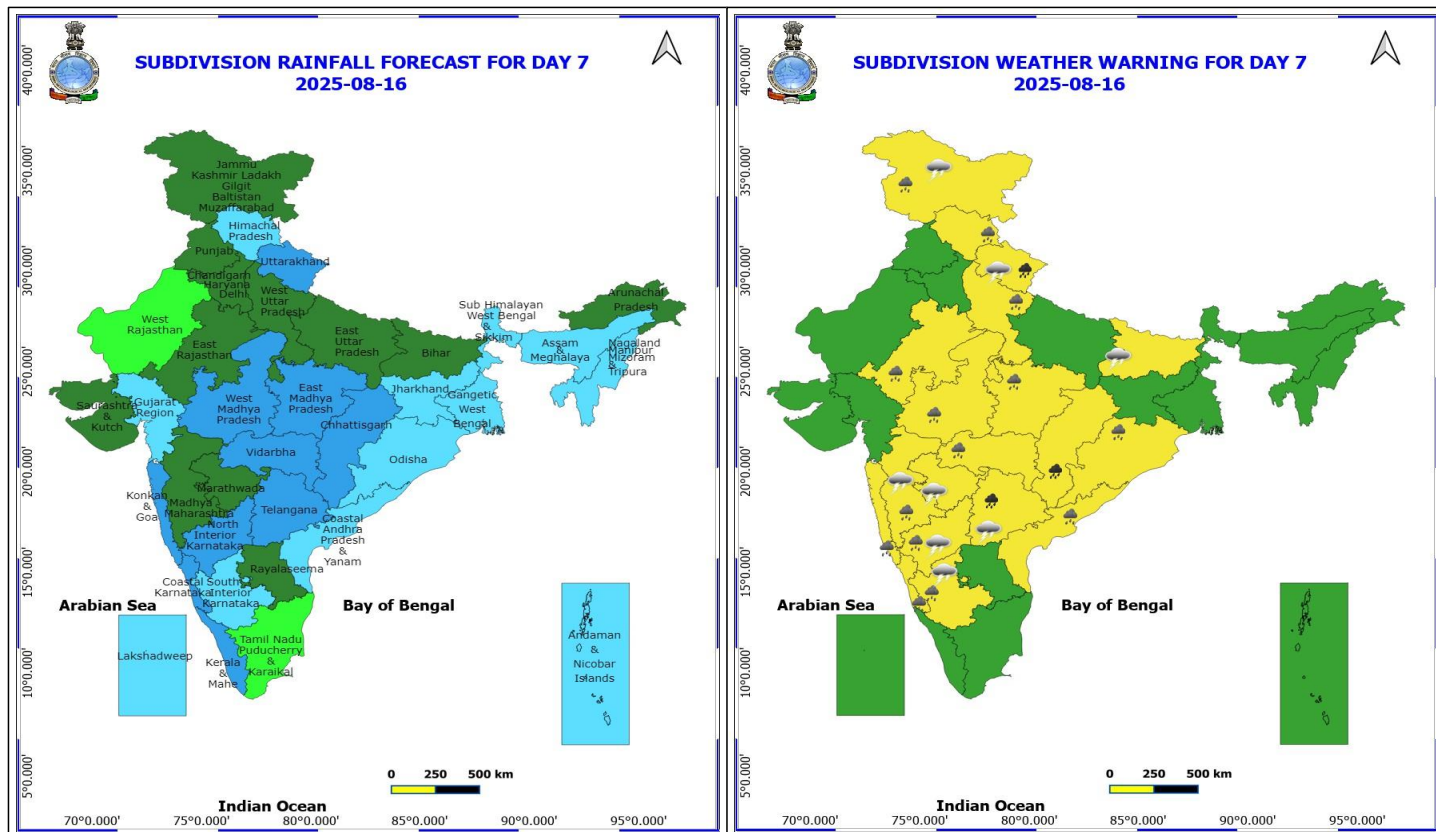 SUBDIVISION RAINFALL FORECAST FOR DAY 7
2025-08-16
40°0.000'
35°0.000'
30°0.000'
25°0.000'
20°0.000'
15°0.000'
10°0.000'
5°0.000'
Jammu
Kashmir Ladakh
Gilgit
Baltistan
Muzaffarabad
Himachal
Pradesh
Punjab
Uttarakhand
Chandigarh
Haryana
Delhi
West
Uttar
Pradesh
West
Rajasthan
East
Rajasthan
East
Uttar
Pradesh
Bihar
Sub Himalayan
West Bengal
&
Sikkim
Arunachal
Pradesh
Assam
&
Meghalaya
Nagaland
Manipur
Mizoram
&
Tripura
Saurashtra
&
Kutch
Gujarat
Region
West
Madhya
Pradesh
East
Madhya
Pradesh
Jharkhand
Gangetic
West
Bengal
Chhattisgarh
Vidarbha
Odisha
Konkan
&
Goa
Marathwada
Madhya
Maharashtra
Telangana
North
Interior
Karnataka
Coastal
Andhra
Pradesh
&
Yanam
Rayalaseema
Coastal
Karnataka
South
Interior
Karnataka
Arabian Sea
Bay of Bengal
Lakshadweep
Tamil Nadu
Puducherry
&
Karaikal
Kerala
&
Mahe
Andaman
&
Nicobar
Islands
0 250 500 km
Indian Ocean
70°0.000' 75°0.000' 80°0.000' 85°0.000' 90°0.000' 95°0.000'
SUBDIVISION WEATHER WARNING FOR DAY 7
2025-08-16
40°0.000'
35°0.000'
30°0.000'
25°0.000'
20°0.000'
15°0.000'
10°0.000'
5°0.000'
Arabian Sea
Bay of Bengal
0 250 500 km
Indian Ocean
70°0.000' 75°0.000' 80°0.000' 85°0.000' 90°0.000' 95°0.000'